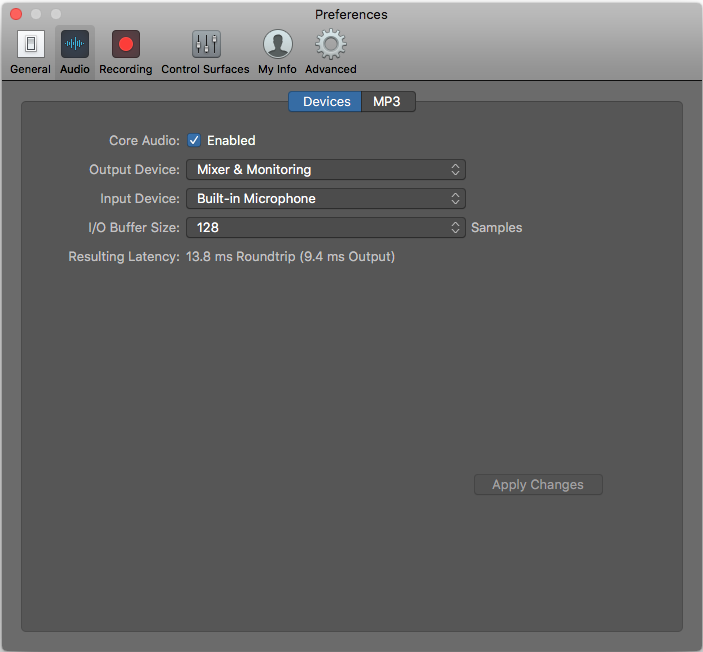 Preferences
General Audio Recording Control Surfaces My Info Advanced
Devices MP3
Core Audio: Enabled
Output Device: Mixer & Monitoring
Input Device: Built-in Microphone
I/O Buffer Size: 128 Samples
Resulting Latency: 13.8 ms Roundtrip (9.4 ms Output)
Apply Changes